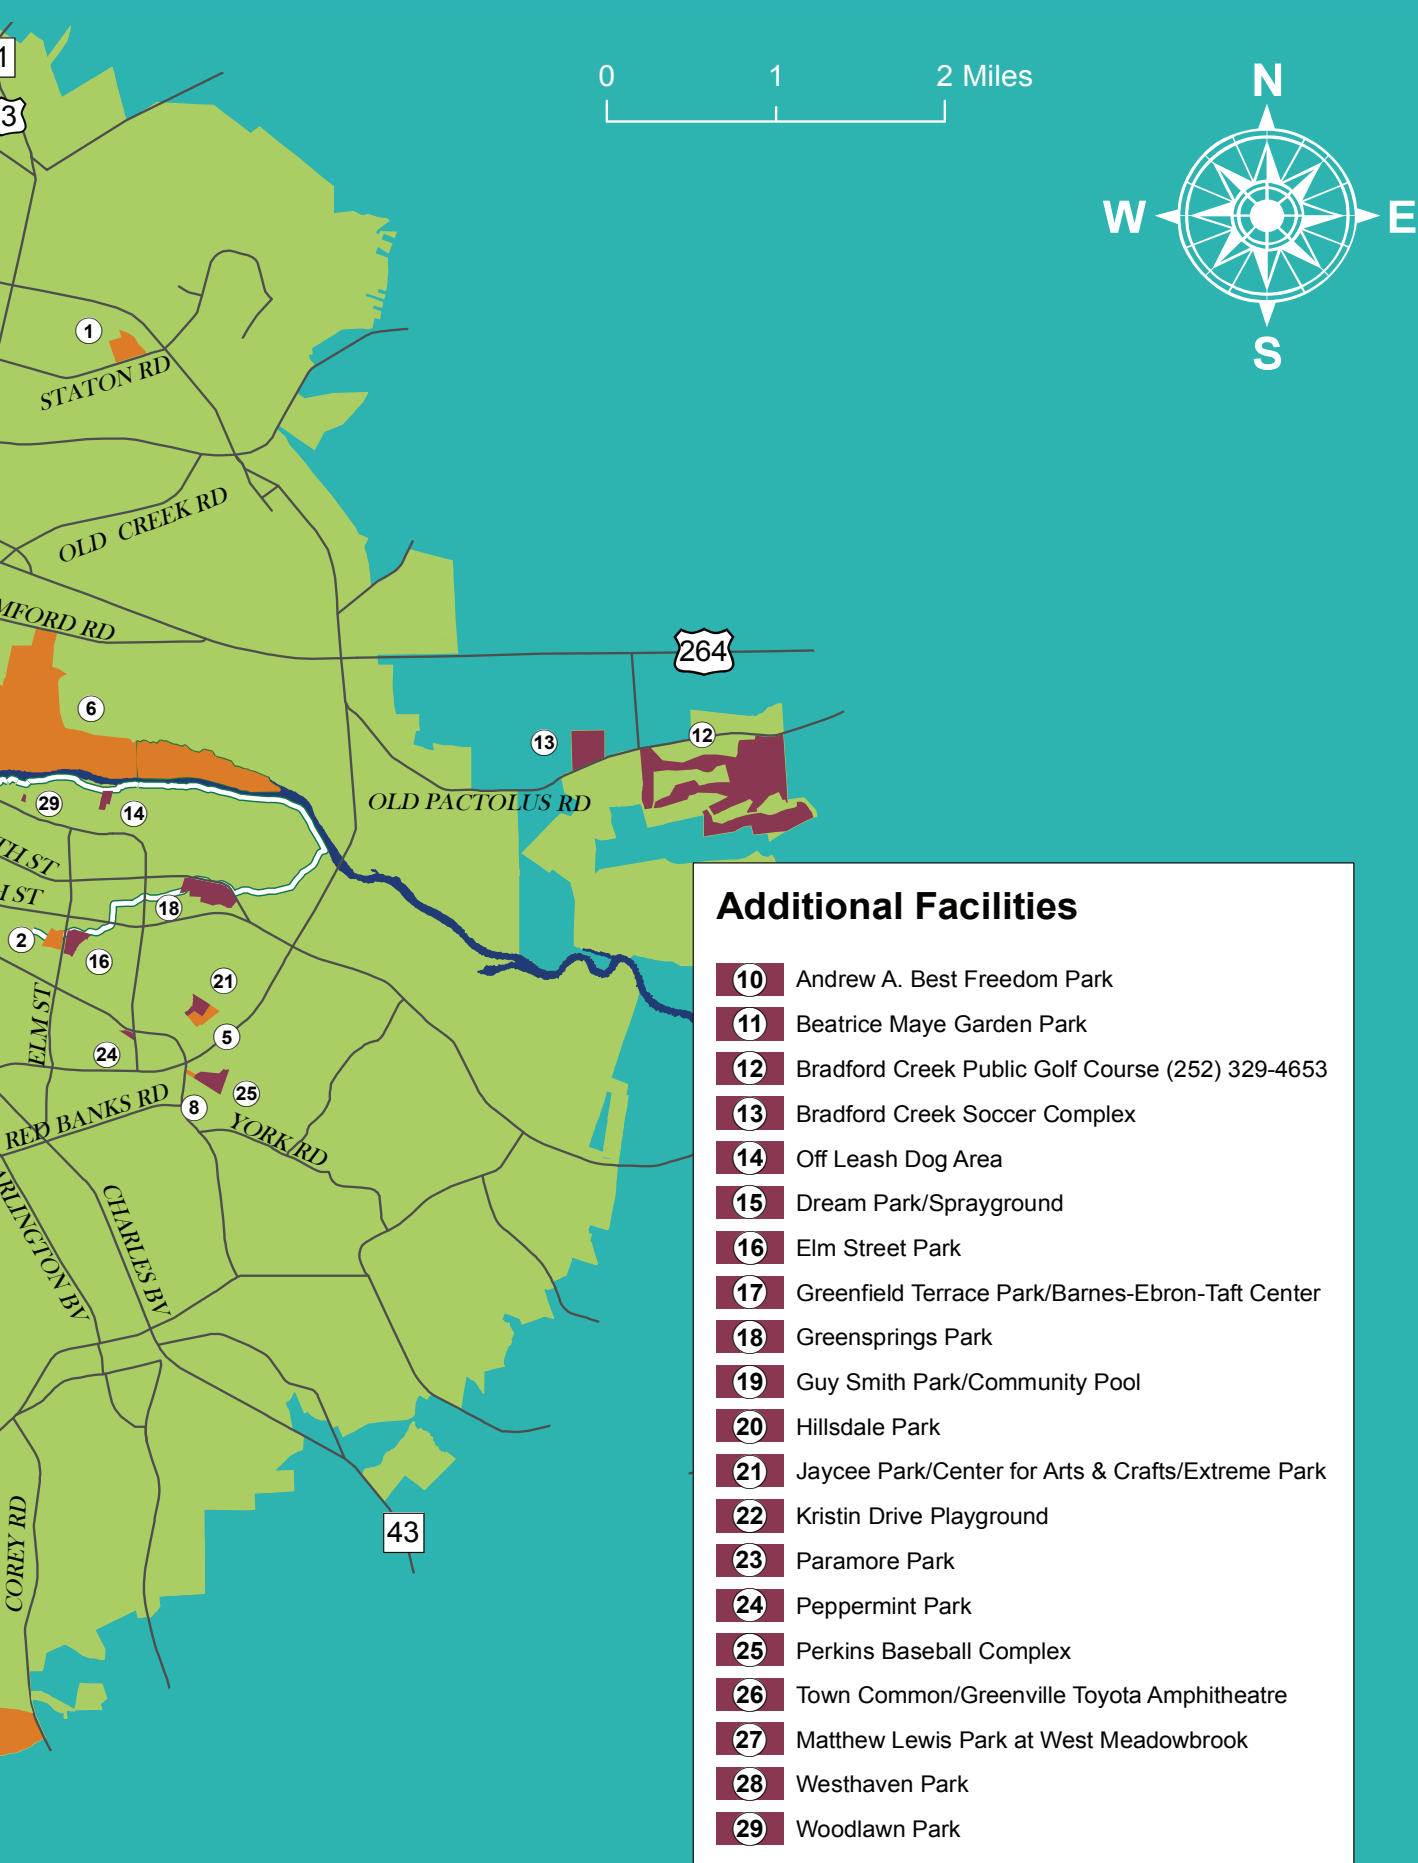 1
3
0 1 2 Miles
N
W E
S
1
STATON RD
OLD CREEK RD
MFORD RD
264
6
13
12
OLD PACTOLUS RD
29
14
TH ST
H ST
18
2
16
21
ELM ST
5
24
25
8
RED BANKS RD
YORK RD
ARLINGTON BV
CHARLES BV
43
COREY RD
Additional Facilities
10 Andrew A. Best Freedom Park
11 Beatrice Maye Garden Park
12 Bradford Creek Public Golf Course (252) 329-4653
13 Bradford Creek Soccer Complex
14 Off Leash Dog Area
15 Dream Park/Sprayground
16 Elm Street Park
17 Greenfield Terrace Park/Barnes-Ebron-Taft Center
18 Greensprings Park
19 Guy Smith Park/Community Pool
20 Hillsdale Park
21 Jaycee Park/Center for Arts & Crafts/Extreme Park
22 Kristin Drive Playground
23 Paramore Park
24 Peppermint Park
25 Perkins Baseball Complex
26 Town Common/Greenville Toyota Amphitheatre
27 Matthew Lewis Park at West Meadowbrook
28 Westhaven Park
29 Woodlawn Park